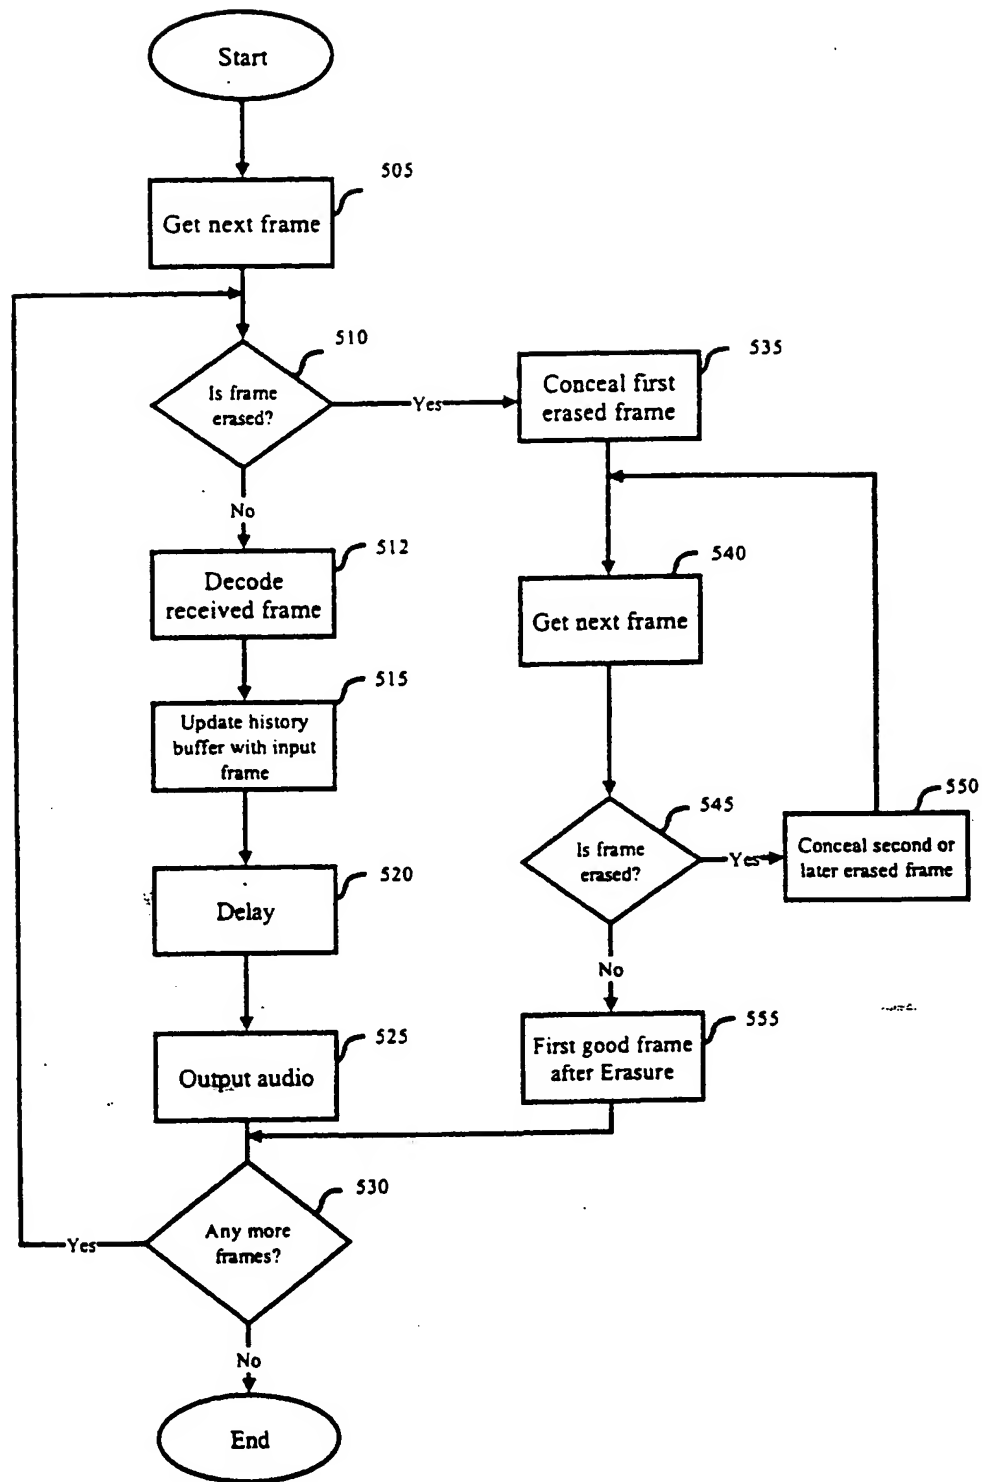 Start
505
Get next frame
510
Is frame
erased?
Yes
535
Conceal first
erased frame
No
512
Decode
received frame
540
Get next frame
515
Update history
buffer with input
frame
545
Is frame
erased?
Yes
550
Conceal second or
later erased frame
520
Delay
No
525
Output audio
555
First good frame
after Erasure
530
Any more
frames?
Yes
No
End